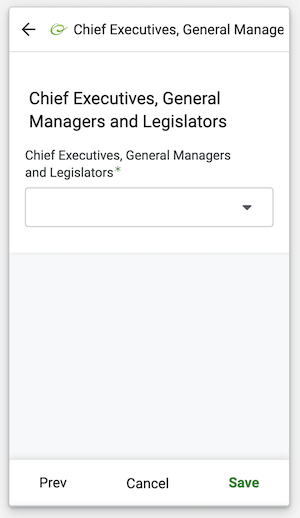 Chief Executives, General Manage
Chief Executives, General
Managers and Legislators
Chief Executives, General Managers
and Legislators*
Prev Cancel Save